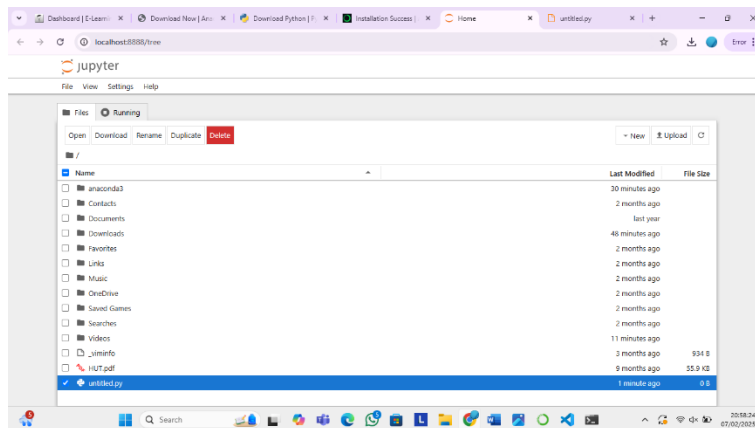 Dashboard | E-Learni
Download Now | Ana
Download Python | P
Installation Success |
Home
untitled.py
localhost:8888/tree
Error
jupyter
File View Settings Help
Files Running
Open Download Rename Duplicate Delete
New Upload
/
Name Last Modified File Size
anaconda3 30 minutes ago
Contacts 2 months ago
Documents last year
Downloads 48 minutes ago
Favorites 2 months ago
Links 2 months ago
Music 2 months ago
OneDrive 2 months ago
Saved Games 2 months ago
Searches 2 months ago
Videos 11 minutes ago
_viminfo 3 months ago 934 B
HUT.pdf 9 months ago 55.9 KB
untitled.py 1 minute ago 0 B
5
Search
20:58:24